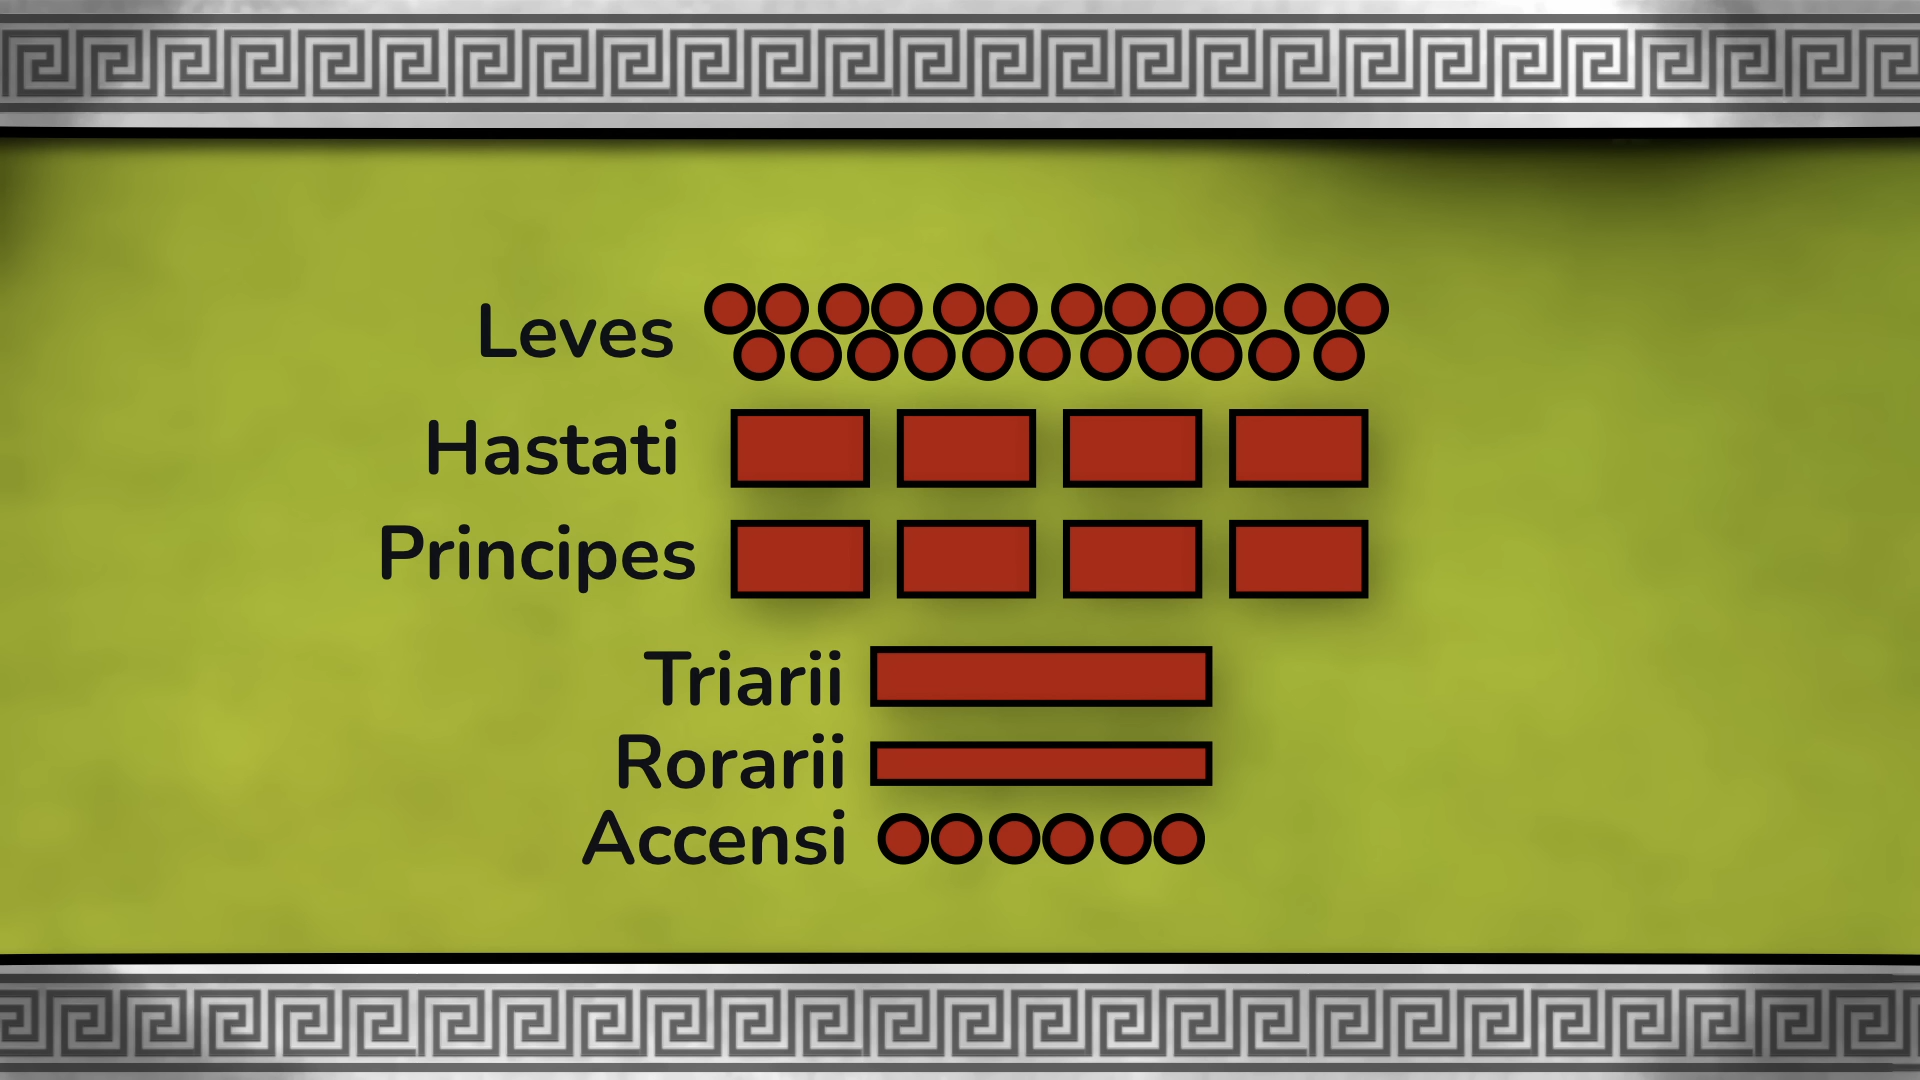 Leves
Hastati
Principes
Triarii
Rorarii
Accensi